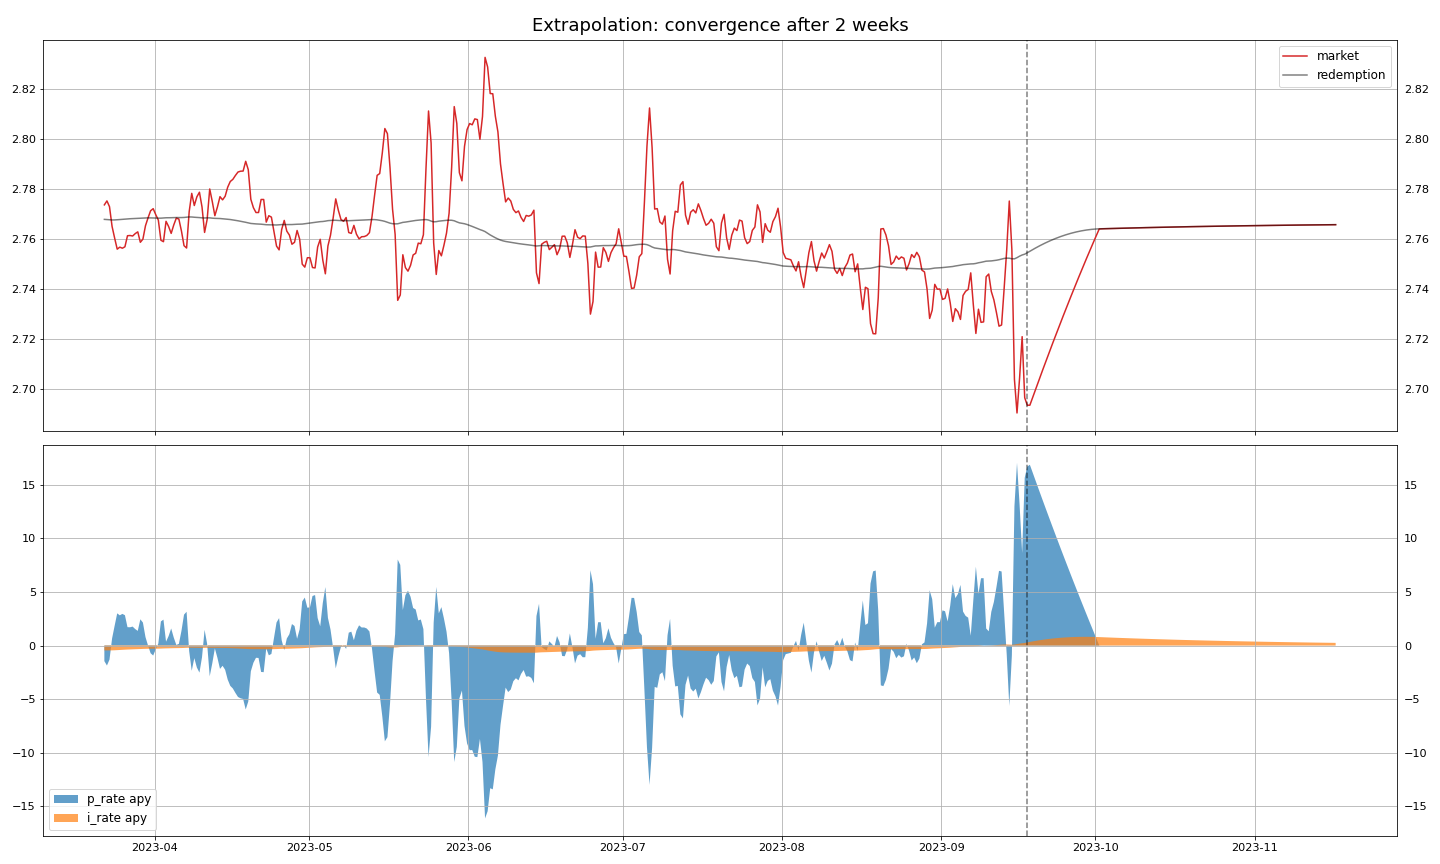 Extrapolation: convergence after 2 weeks
market
redemption
2.82 2.82
2.80 2.80
2.78 2.78
2.76 2.76
2.74 2.74
2.72 2.72
2.70 2.70
15 15
10 10
5 5
0 0
−5 −5
−10 −10
−15 −15
p_rate apy
i_rate apy
2023-04 2023-05 2023-06 2023-07 2023-08 2023-09 2023-10 2023-11